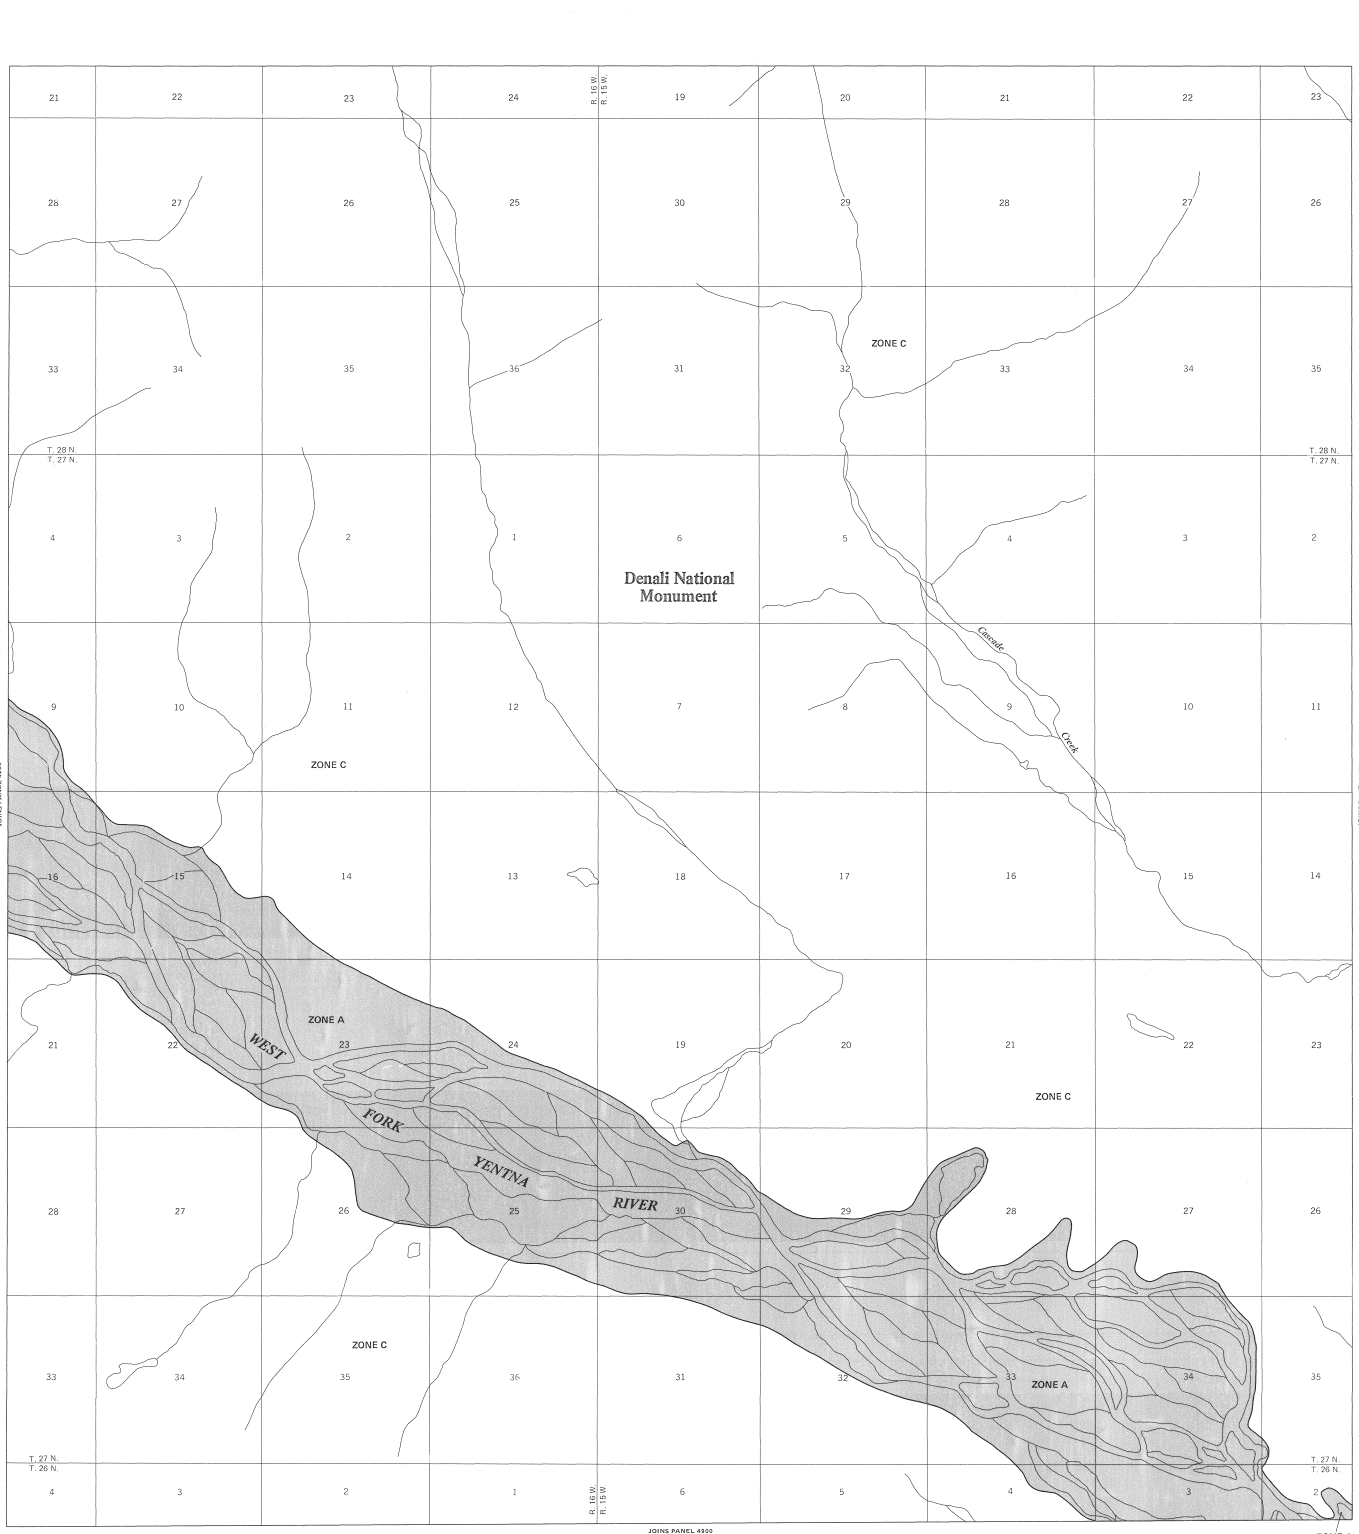 R. 16 W.
R. 15 W.
21 22 23 24 19 20 21 22 23
28 27 26 25 30 29 28 27 26
ZONE C
33 34 35 36 31 32 33 34 35
T. 28 N. T. 28 N.
T. 27 N. T. 27 N.
4 3 2 1 6 5 4 3 2
Denali National
Monument
Cascade
9 10 11 12 7 8 9 10 11
Creek
ZONE C
16 15 14 13 18 17 16 15 14
ZONE A
21 22 23 24 19 20 21 22 23
WEST
ZONE C
FORK
YENTNA
RIVER
28 27 26 25 30 29 28 27 26
ZONE C
33 34 35 36 31 32 33 34 35
ZONE A
T. 27 N. T. 27 N.
T. 26 N. T. 26 N.
4 3 2 1 6 5 4 3 2
R. 16 W.
R. 15 W.
JOINS PANEL 4900